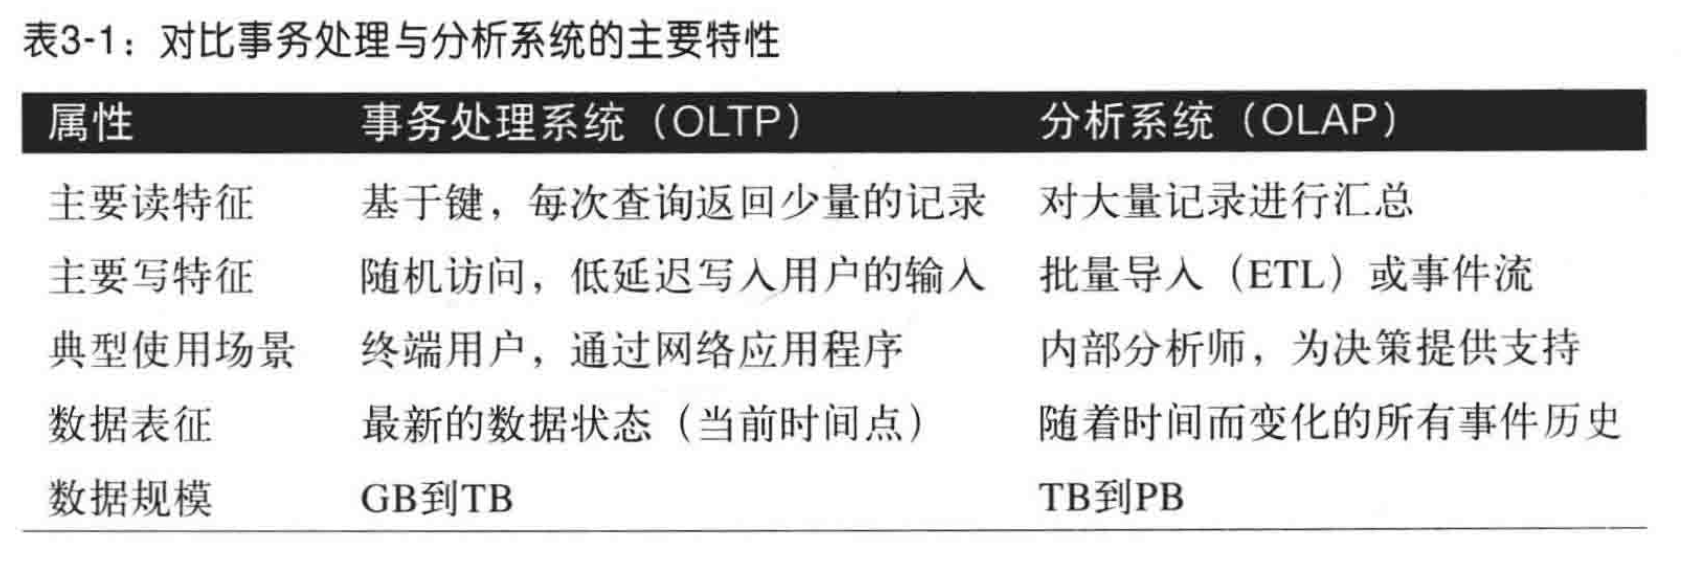 表3-1：对比事务处理与分析系统的主要特性
属性 事务处理系统（OLTP） 分析系统（OLAP）
主要读特征 基于键，每次查询返回少量的记录 对大量记录进行汇总
主要写特征 随机访问，低延迟写入用户的输入 批量导入（ETL）或事件流
典型使用场景 终端用户，通过网络应用程序 内部分析师，为决策提供支持
数据表征 最新的数据状态（当前时间点） 随着时间而变化的所有事件历史
数据规模 GB到TB TB到PB